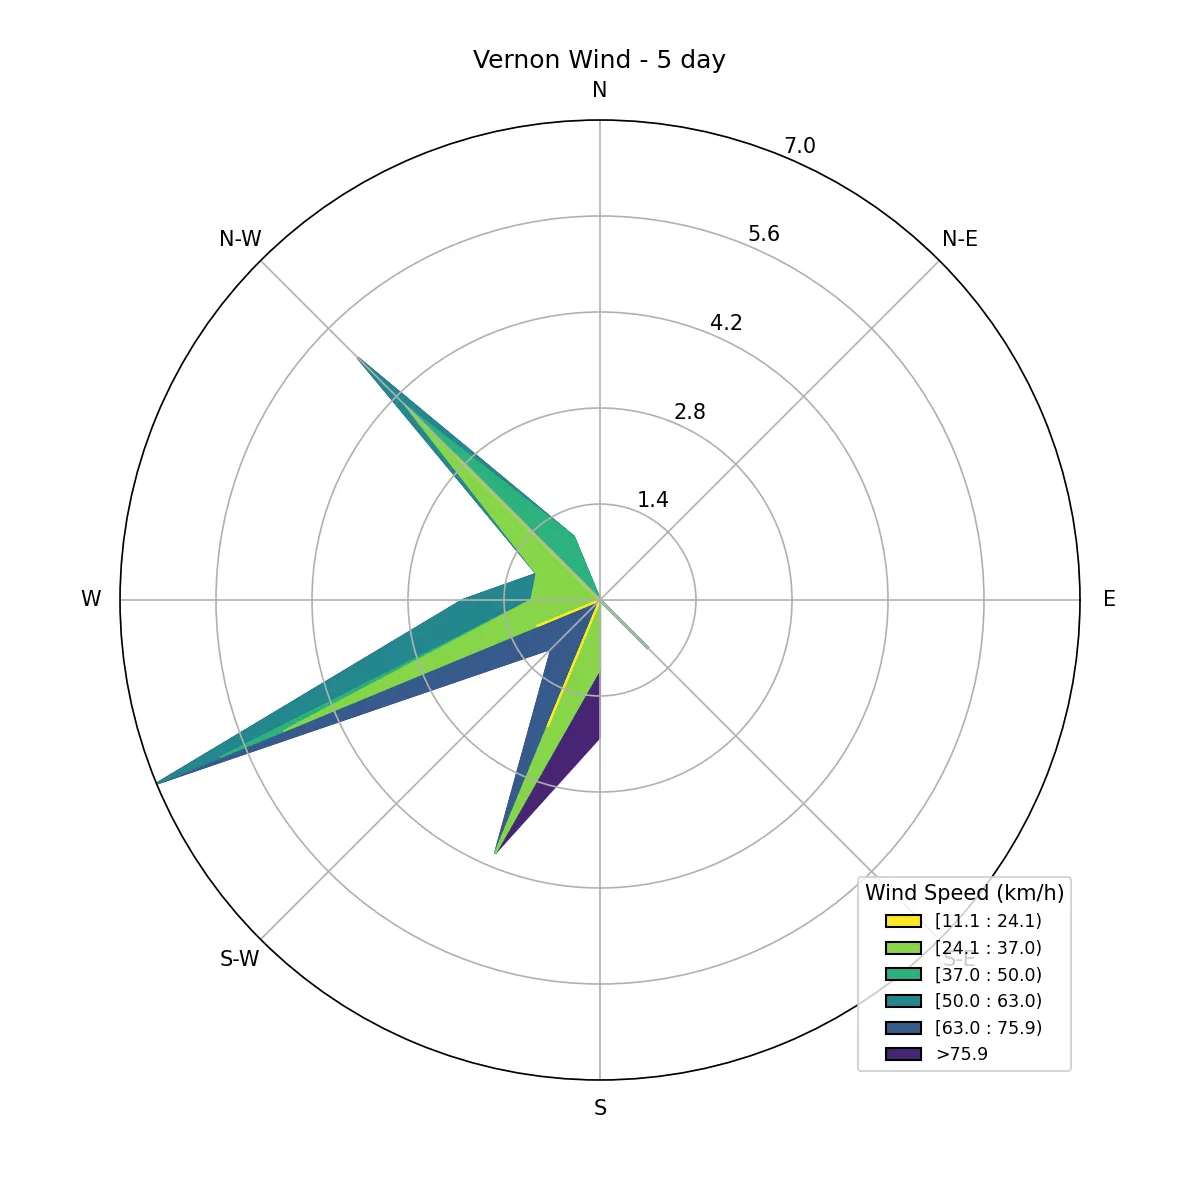 Vernon Wind - 5 day
N
7.0
N-W
5.6
N-E
4.2
2.8
1.4
W
E
Wind Speed (km/h)
[11.1 : 24.1)
[24.1 : 37.0)
S-W
S-E
[37.0 : 50.0)
[50.0 : 63.0)
[63.0 : 75.9)
>75.9
S